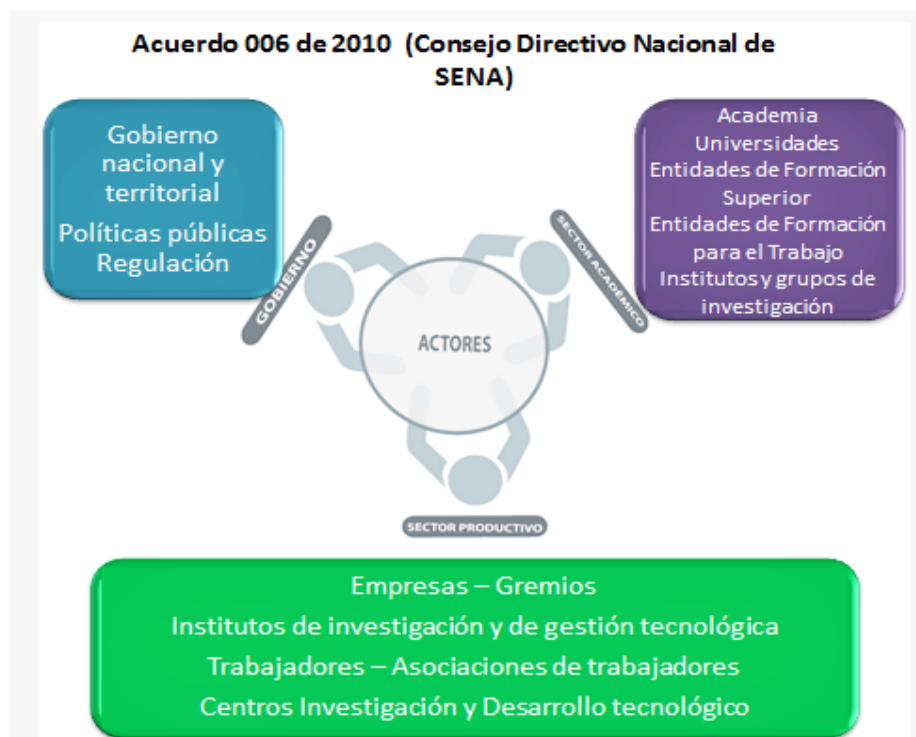 Acuerdo 006 de 2010 (Consejo Directivo Nacional de
SENA)
Gobierno
nacional y
territorial
Políticas públicas
Regulación
Academia
Universidades
Entidades de Formación
Superior
Entidades de Formación
para el Trabajo
Institutos y grupos de
investigación
GOBIERNO
SECTOR ACADÉMICO
ACTORES
SECTOR PRODUCTIVO
Empresas – Gremios
Institutos de investigación y de gestión tecnológica
Trabajadores – Asociaciones de trabajadores
Centros Investigación y Desarrollo tecnológico